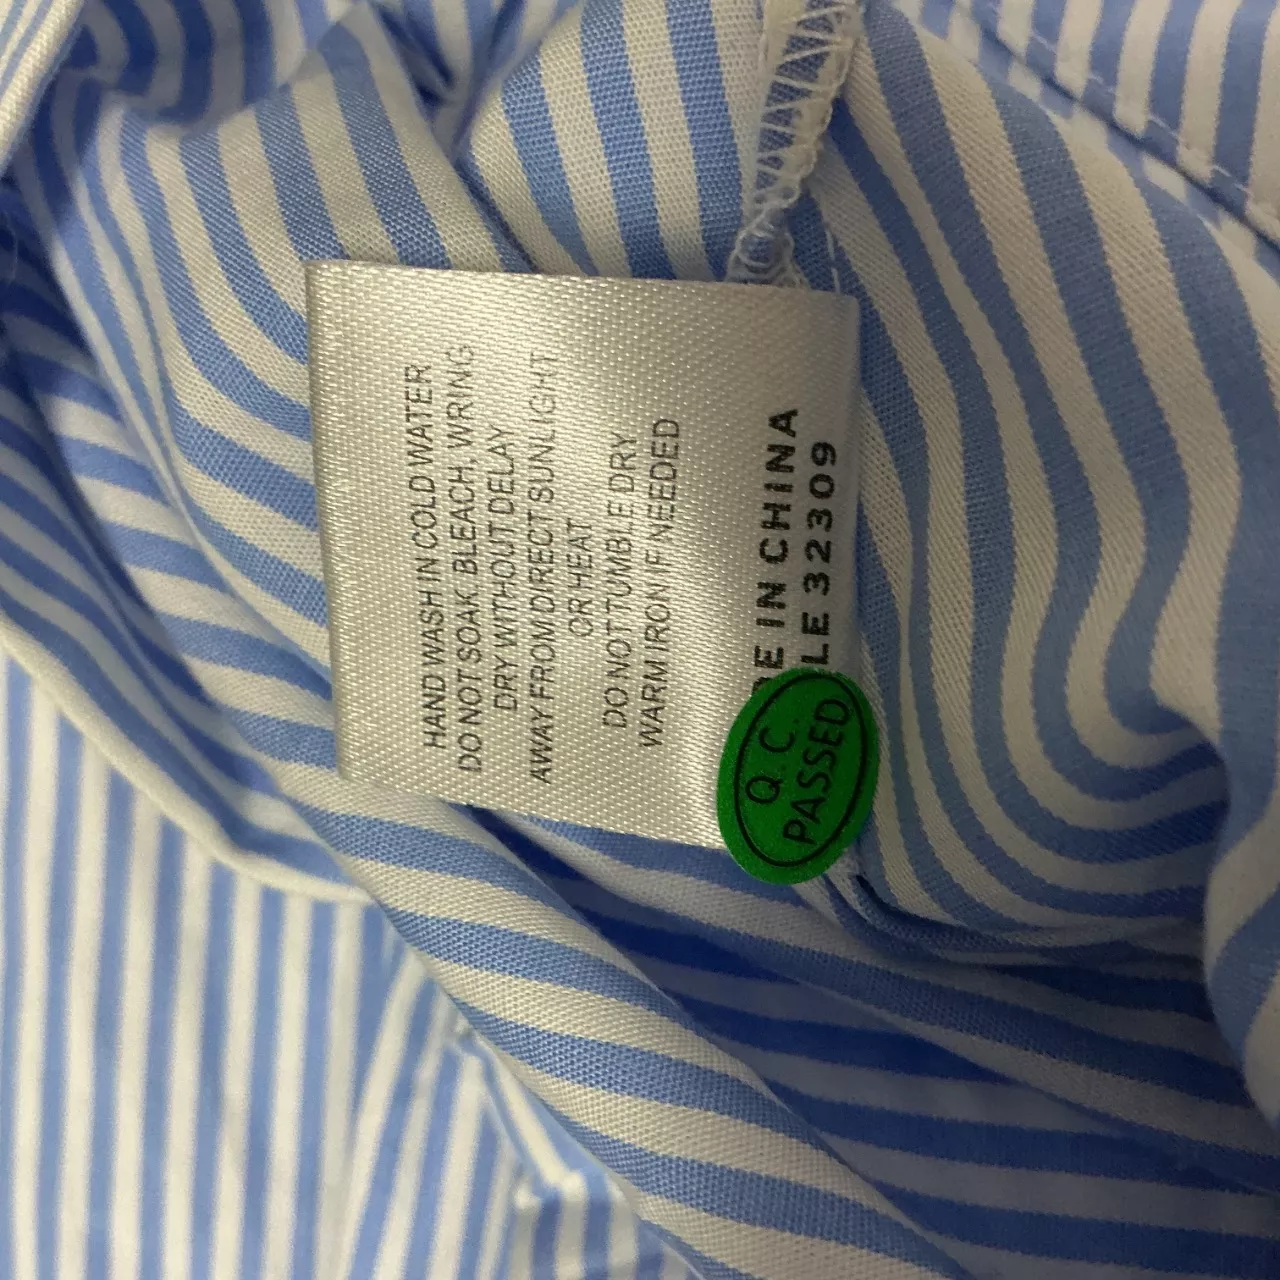 HAND WASH IN COLD WATER
DO NOT SOAK, BLEACH, WRING
DRY WITHOUT DELAY
AWAY FROM DIRECT SUNLIGHT
OR HEAT
DO NOT TUMBLE DRY
WARM IRON IF NEEDED
DE IN CHINA
LE 32309
Q.C.
PASSED